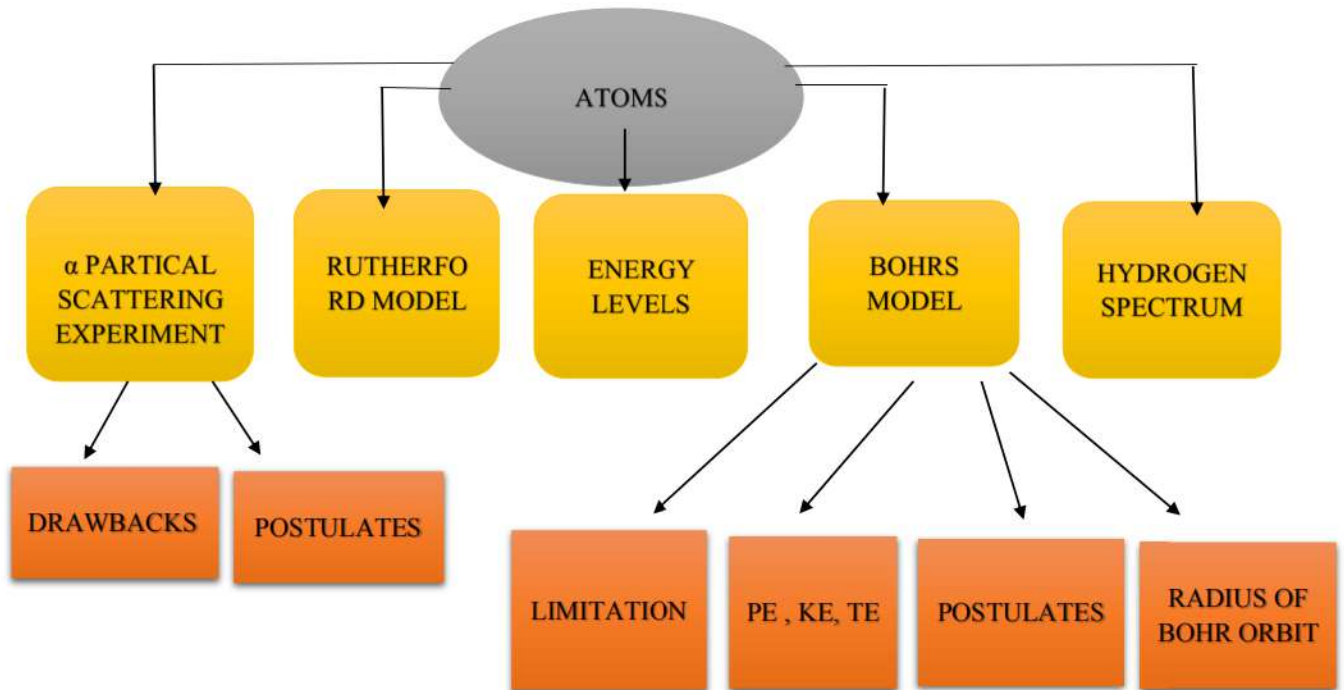 ATOMS
α PARTICAL
SCATTERING
EXPERIMENT
RUTHERFO
RD MODEL
ENERGY
LEVELS
BOHRS
MODEL
HYDROGEN
SPECTRUM
DRAWBACKS
POSTULATES
LIMITATION
PE , KE, TE
POSTULATES
RADIUS OF
BOHR ORBIT